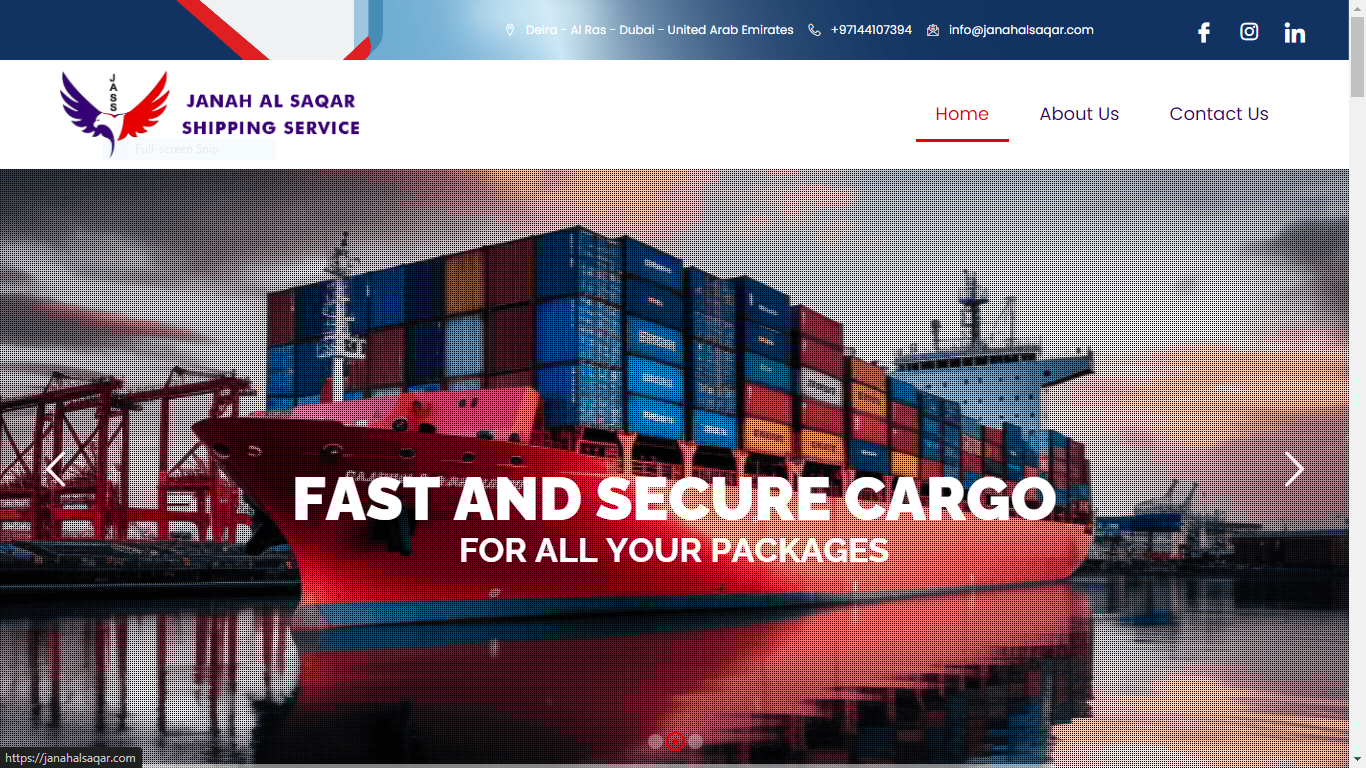 Deira - Al Ras - Dubai - United Arab Emirates +97144107394 info@janahalsaqar.com
JASS
JANAH AL SAQAR
SHIPPING SERVICE
Home About Us Contact Us
Full-screen Snip
FAST AND SECURE CARGO
FOR ALL YOUR PACKAGES
https://janahalsaqar.com